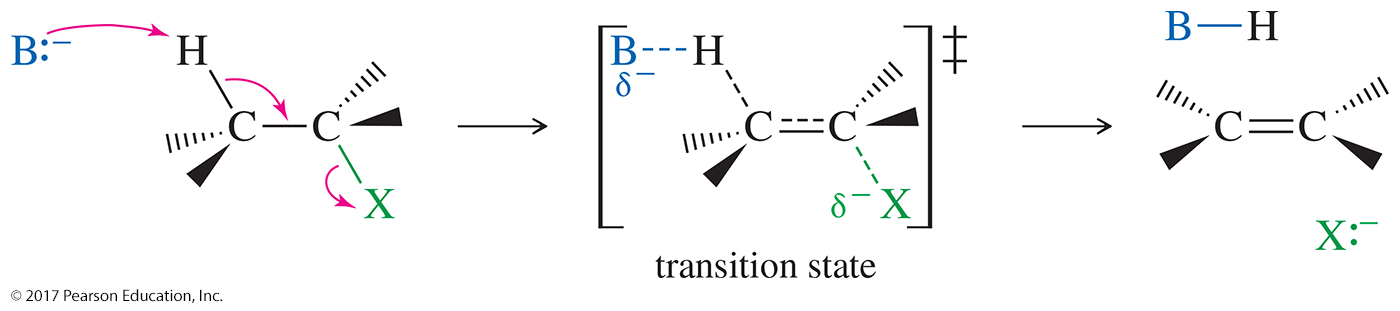 B:⁻ H C C X
B H C C X δ⁻ δ⁻ ‡
B H C C X:⁻
transition state
© 2017 Pearson Education, Inc.